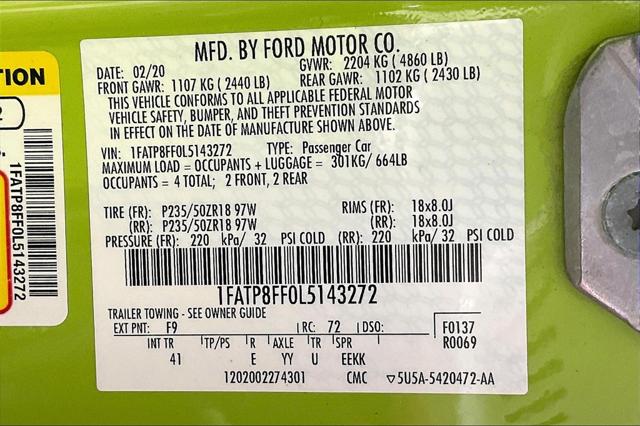 MFD. BY FORD MOTOR CO.
DATE: 02/20 GVWR: 2204 KG ( 4860 LB)
FRONT GAWR: 1107 KG ( 2440 LB) REAR GAWR: 1102 KG ( 2430 LB)
THIS VEHICLE CONFORMS TO ALL APPLICABLE FEDERAL MOTOR
VEHICLE SAFETY, BUMPER, AND THEFT PREVENTION STANDARDS
IN EFFECT ON THE DATE OF MANUFACTURE SHOWN ABOVE.
VIN: 1FATP8FF0L5143272 TYPE: Passenger Car
MAXIMUM LOAD = OCCUPANTS + LUGGAGE = 301KG/ 664LB
OCCUPANTS = 4 TOTAL; 2 FRONT, 2 REAR
TIRE (FR): P235/50ZR18 97W RIMS (FR): 18x8.0J
(RR): P235/50ZR18 97W (RR): 18x8.0J
PRESSURE (FR): 220 kPa/ 32 PSI COLD (RR): 220 kPa/ 32 PSI COLD
1FATP8FF0L5143272
TRAILER TOWING - SEE OWNER GUIDE
EXT PNT: F9 RC: 72 DSO: F0137
INT TR TP/PS R AXLE TR SPR R0069
41 E YY U EEKK
1202002274301 CMC ▽5U5A-5420472-AA
TION
2
1FATP8FF0L5143272